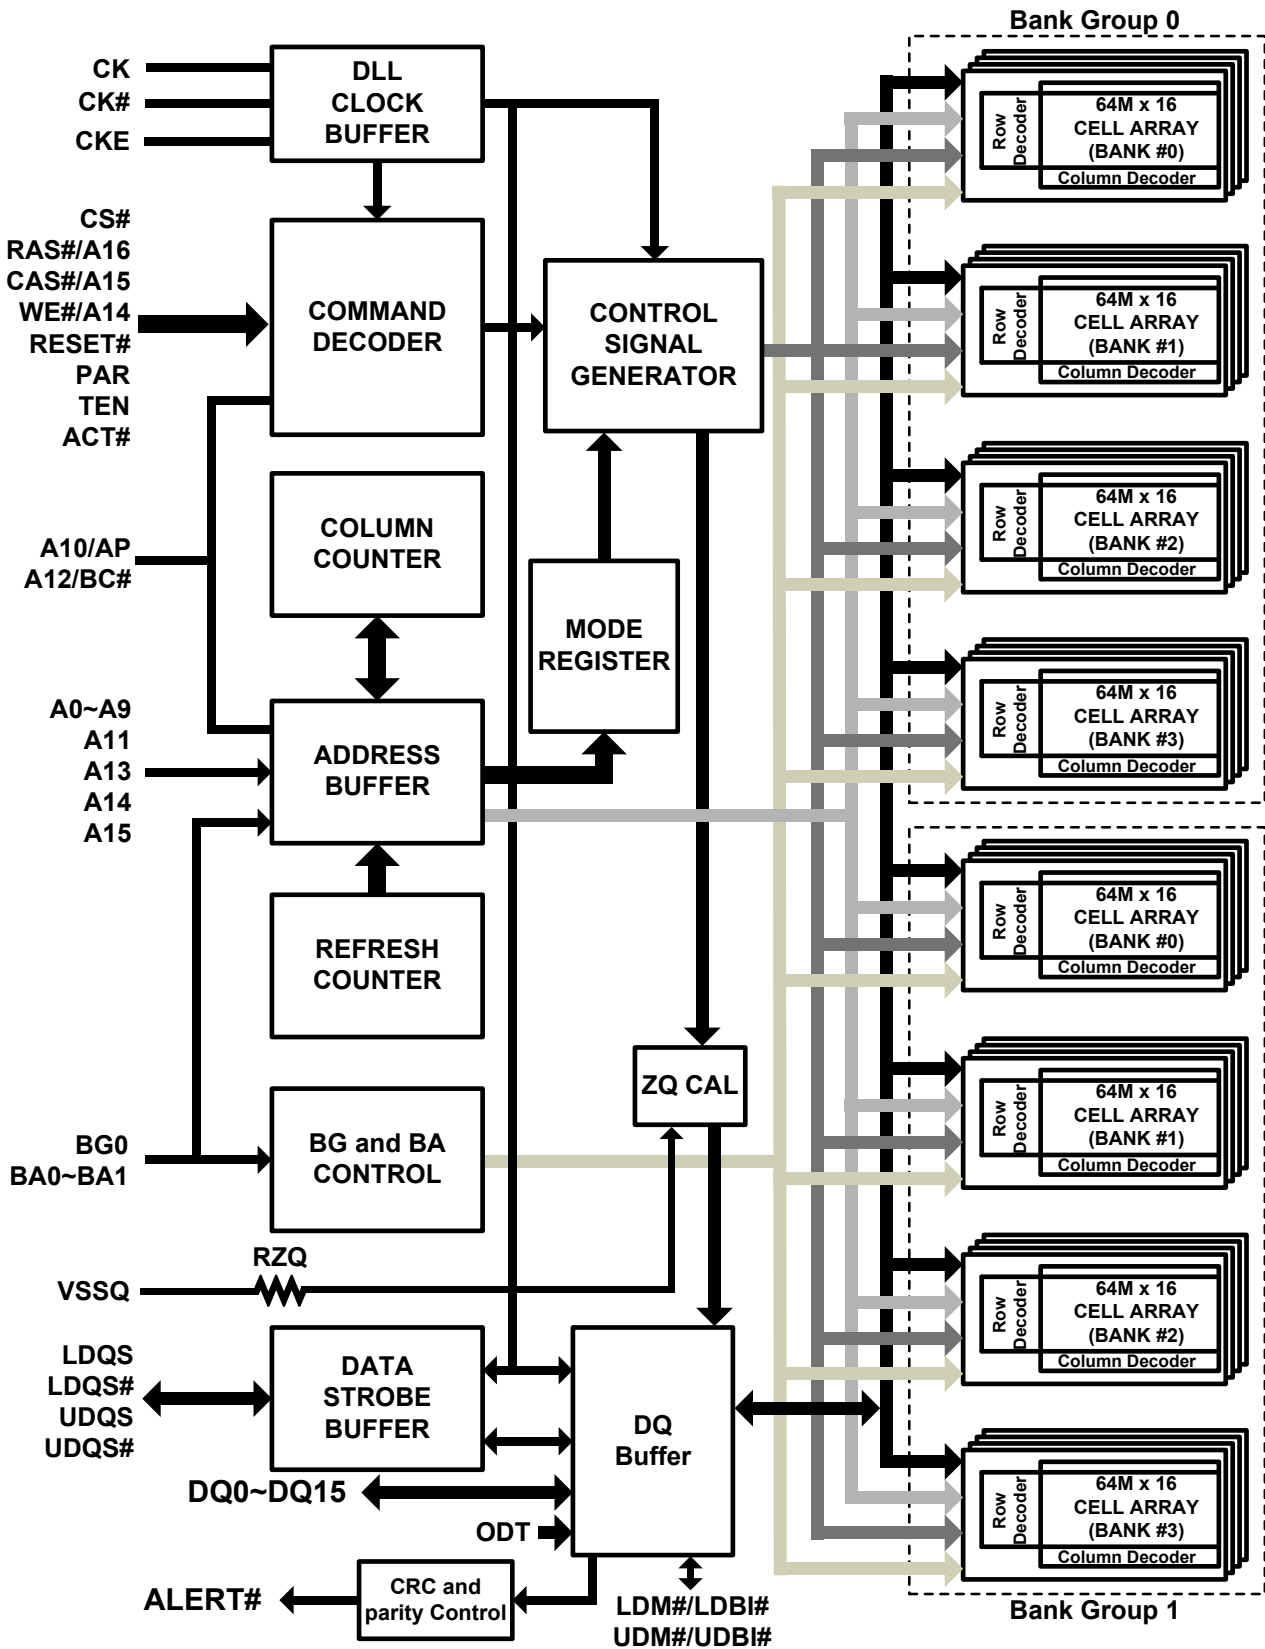 Bank Group 0
CK
CK#
CKE
DLL
CLOCK
BUFFER
CS#
RAS#/A16
CAS#/A15
WE#/A14
RESET#
PAR
TEN
ACT#
COMMAND
DECODER
CONTROL
SIGNAL
GENERATOR
A10/AP
A12/BC#
COLUMN
COUNTER
MODE
REGISTER
A0~A9
A11
A13
A14
A15
ADDRESS
BUFFER
REFRESH
COUNTER
ZQ CAL
BG0
BA0~BA1
BG and BA
CONTROL
RZQ
VSSQ
LDQS
LDQS#
UDQS
UDQS#
DATA
STROBE
BUFFER
DQ
Buffer
DQ0~DQ15
ODT
ALERT#
CRC and
parity Control
LDM#/LDBI#
UDM#/UDBI#
Row
Decoder
64M x 16
CELL ARRAY
(BANK #0)
Column Decoder
Row
Decoder
64M x 16
CELL ARRAY
(BANK #1)
Column Decoder
Row
Decoder
64M x 16
CELL ARRAY
(BANK #2)
Column Decoder
Row
Decoder
64M x 16
CELL ARRAY
(BANK #3)
Column Decoder
Row
Decoder
64M x 16
CELL ARRAY
(BANK #0)
Column Decoder
Row
Decoder
64M x 16
CELL ARRAY
(BANK #1)
Column Decoder
Row
Decoder
64M x 16
CELL ARRAY
(BANK #2)
Column Decoder
Row
Decoder
64M x 16
CELL ARRAY
(BANK #3)
Column Decoder
Bank Group 1